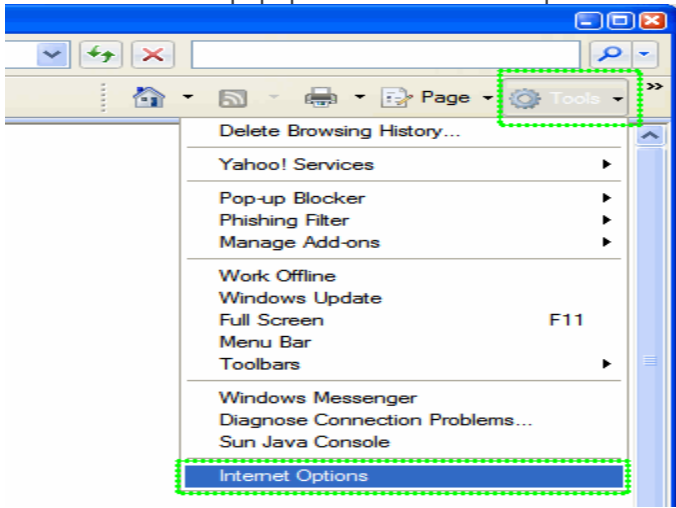 Page
Tools
Delete Browsing History...
Yahoo! Services
Pop-up Blocker
Phishing Filter
Manage Add-ons
Work Offline
Windows Update
Full Screen F11
Menu Bar
Toolbars
Windows Messenger
Diagnose Connection Problems...
Sun Java Console
Internet Options